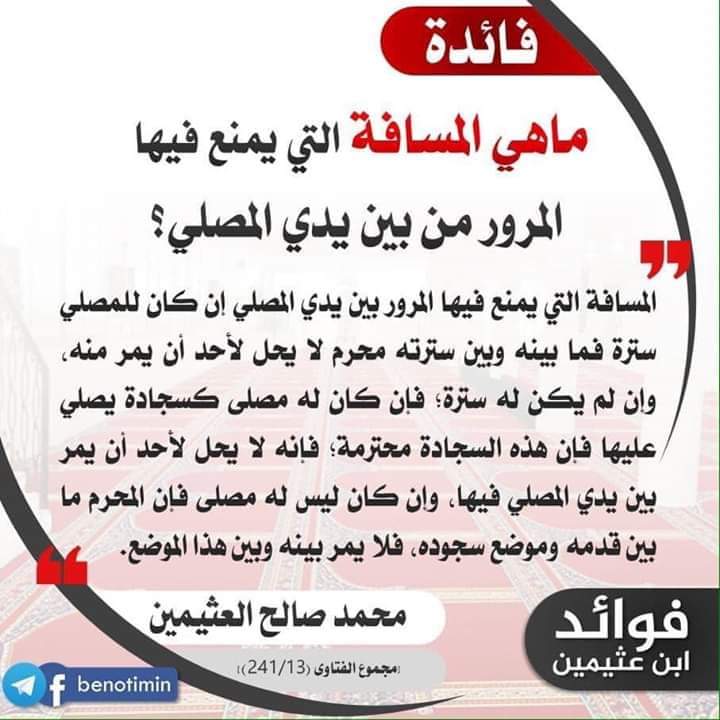 فائدة
ماهي المسافة التي يمنع فيها
المرور من بين يدي المصلي؟
المسافة التي يمنع فيها المرور بين يدي المصلي إن كان للمصلي
سترة فما بينه وبين سترته محرم لا يحل لأحد أن يمر منه،
وإن لم يكن له سترة؛ فإن كان له مصلى كسجادة يصلي
عليها فإن هذه السجادة محترمة؛ فإنه لا يحل لأحد أن يمر
بين يدي المصلي فيها، وإن كان ليس له مصلى فإن المحرم ما
بين قدمه وموضع سجوده، فلا يمر بينه وبين هذا الموضع.
محمد صالح العثيمين
[مجموع الفتاوى (241/13)]
فوائد
ابن عثيمين
benotimin